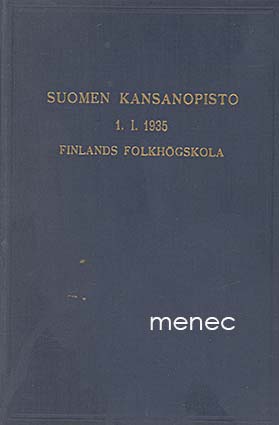 SUOMEN KANSANOPISTO
1. I. 1935
FINLANDS FOLKHÖGSKOLA
menec